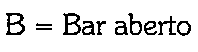 B = Bar aberto